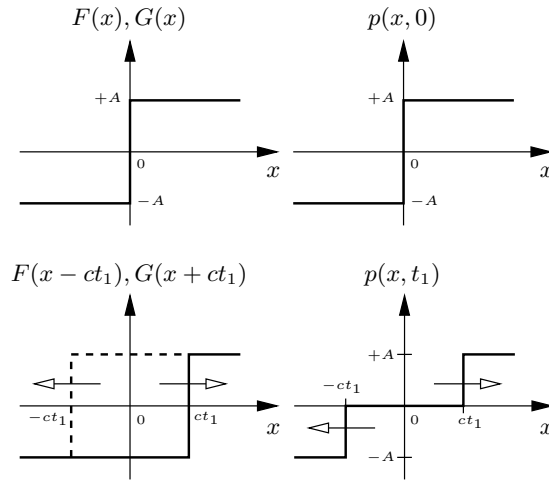 F(x), G(x)
+A
0
x
−A
p(x, 0)
+A
0
x
−A
F(x − ct₁), G(x + ct₁)
−ct₁
0
ct₁
x
p(x, t₁)
+A
−ct₁
0
ct₁
x
−A